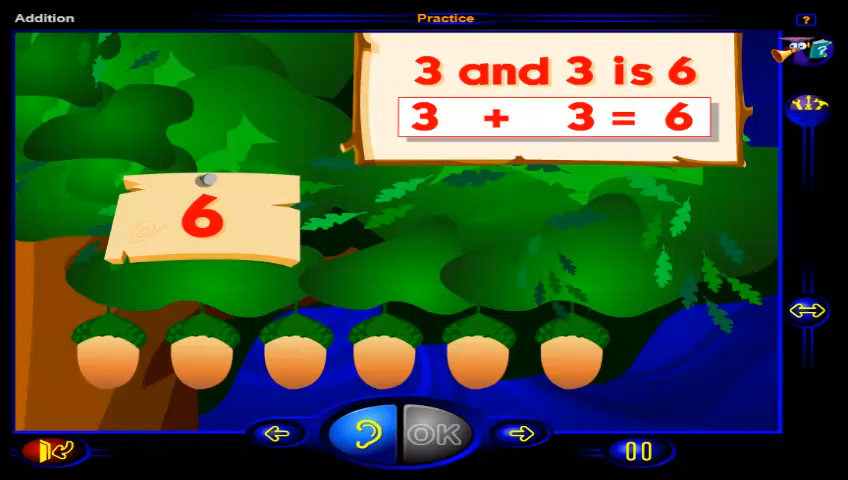 Addition
Practice
?
?
3 and 3 is 6
3 + 3 = 6
6
OK